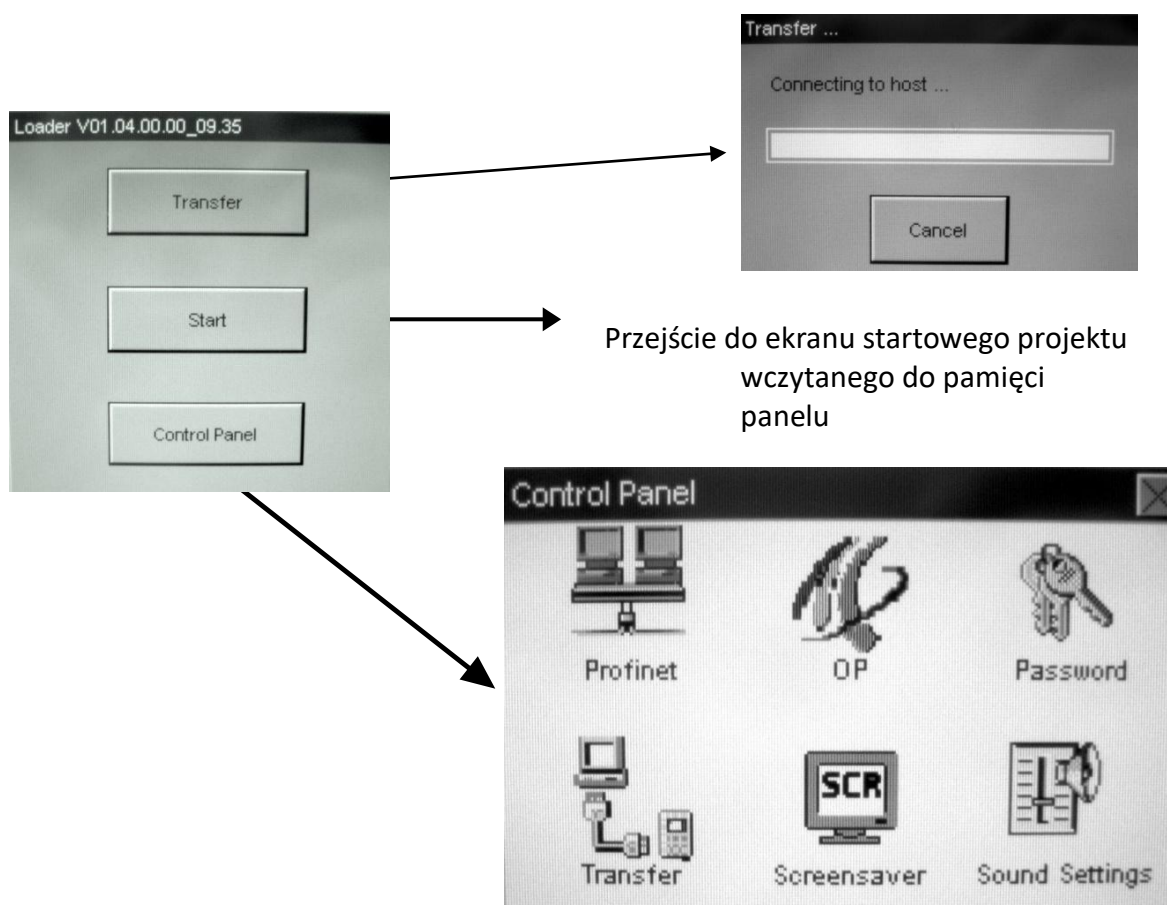 Transfer ...
Connecting to host ...
Cancel
Loader V01.04.00.00_09.35
Transfer
Start
Control Panel
Przejście do ekranu startowego projektu
wczytanego do pamięci
panelu
Control Panel
Profinet
OP
Password
Transfer
SCR
Screensaver
Sound Settings